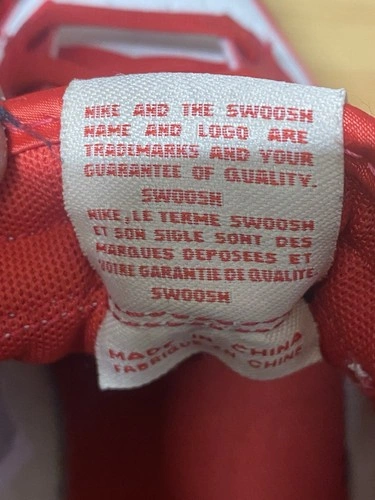 NIKE AND THE SWOOSH
NAME AND LOGO ARE
TRADEMARKS AND YOUR
GUARANTEE OF QUALITY.
SWOOSH
NIKE, LE TERME SWOOSH
ET SON SIGLE SONT DES
MARQUES DEPOSEES ET
VOTRE GARANTIE DE QUALITE
SWOOSH
MADE IN CHINA
FABRIQUE EN CHINE